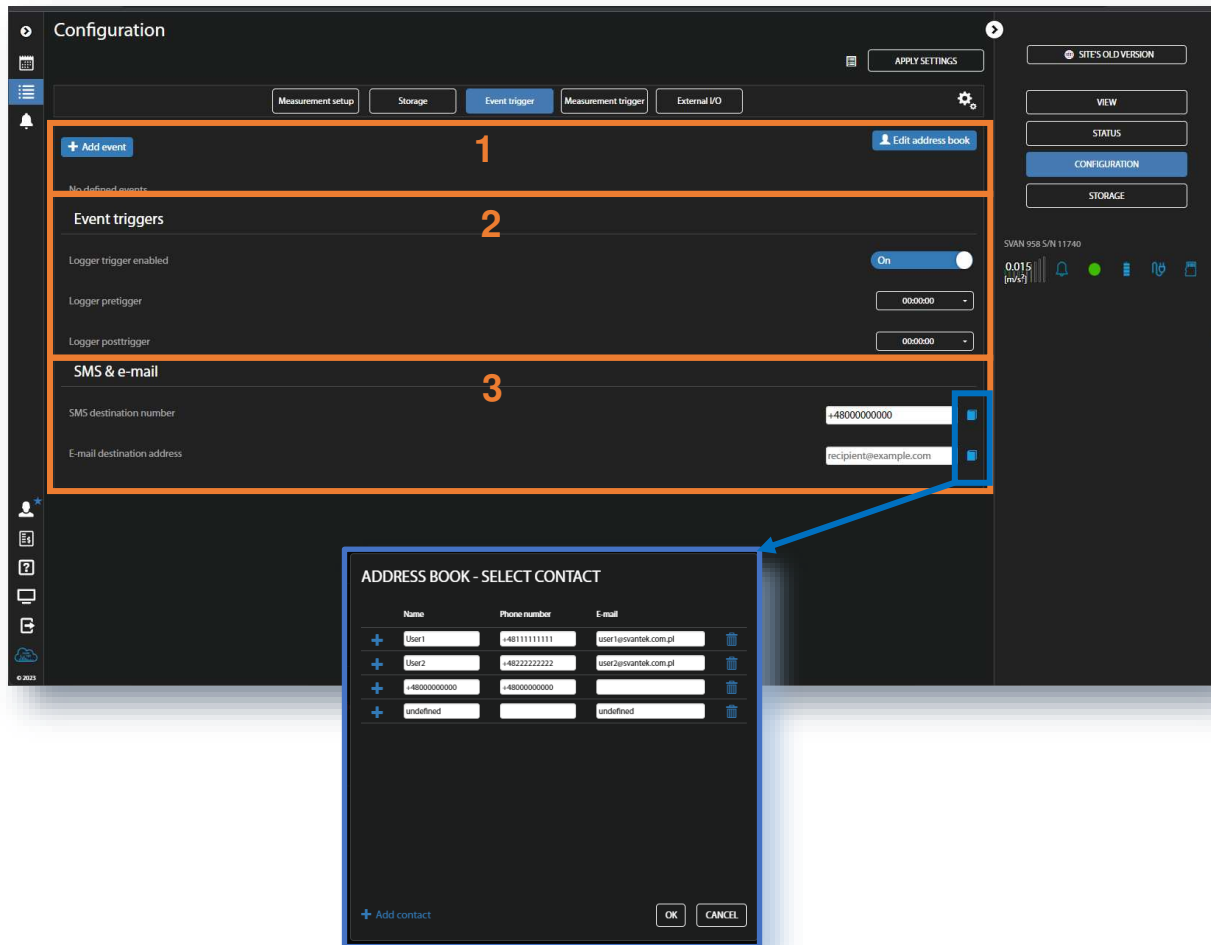 Configuration
APPLY SETTINGS
Measurement setup Storage Event trigger Measurement trigger External I/O
+ Add event
1
Edit address book
No defined events
Event triggers
2
Logger trigger enabled
On
Logger pretigger
00:00:00
Logger posttrigger
00:00:00
SMS & e-mail
3
SMS destination number
+48000000000
E-mail destination address
recipient@example.com
© 2023
SITE'S OLD VERSION
VIEW
STATUS
CONFIGURATION
STORAGE
SVAN 958 S/N 11740
0.015
[m/s²]
ADDRESS BOOK - SELECT CONTACT
Name Phone number E-mail
User1 +48111111111 user1@svantek.com.pl
User2 +48222222222 user2@svantek.com.pl
+48000000000 +48000000000
undefined undefined
+ Add contact
OK CANCEL